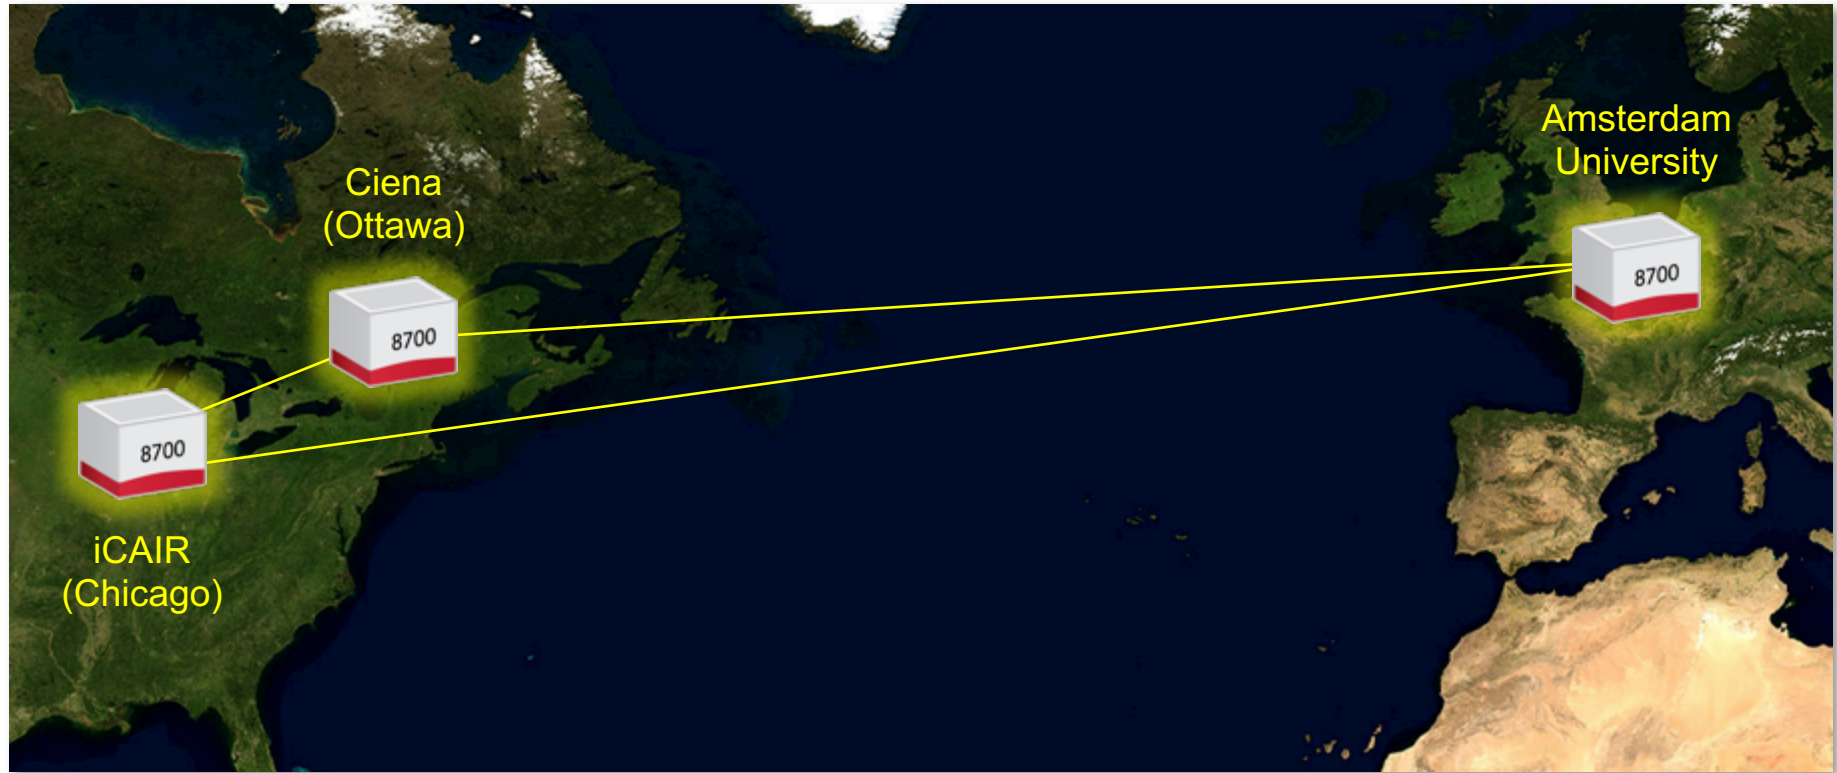 Amsterdam
University
Ciena
(Ottawa)
8700
8700
8700
iCAIR
(Chicago)